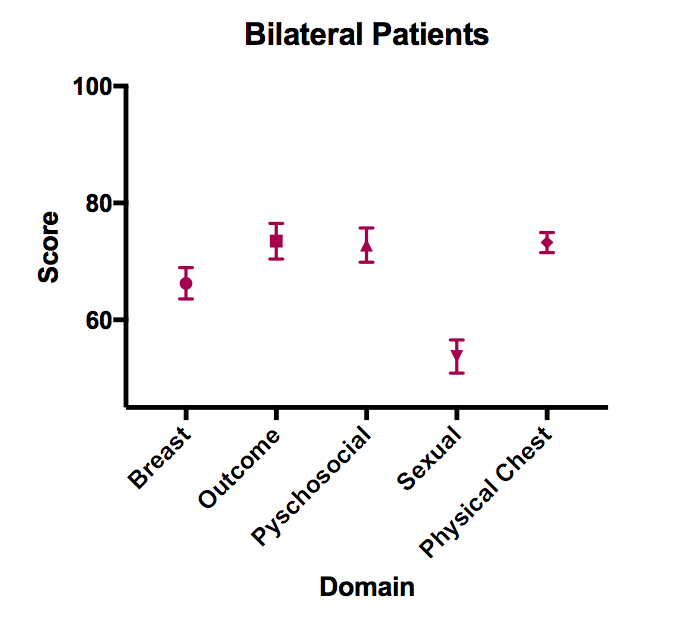 Bilateral Patients
100
80
60
Score
Breast
Outcome
Pyschosocial
Sexual
Physical Chest
Domain